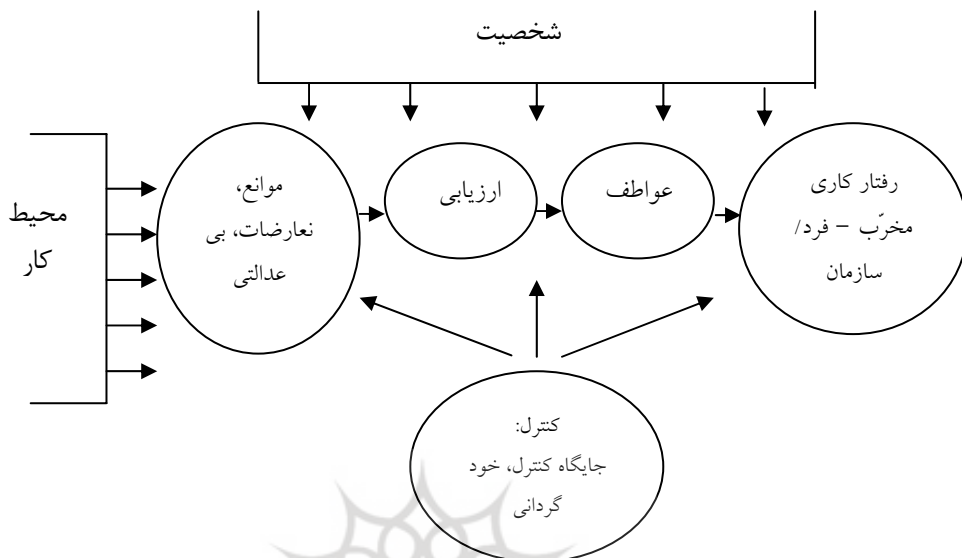 شخصیت
محیط
کار
موانع،
نعارضات، بی
عدالتی
ارزیابی
عواطف
رفتار کاری
مخرّب – فرد/
سازمان
کنترل:
جایگاه کنترل، خود
گردانی